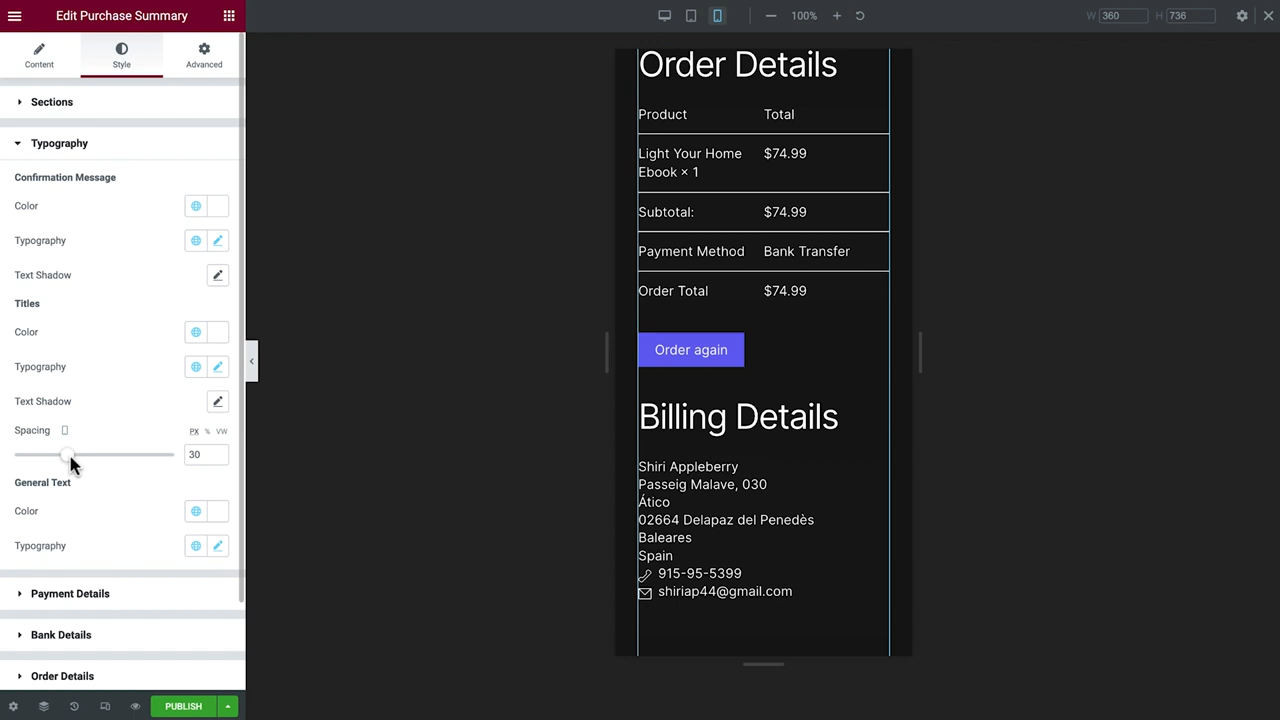 Edit Purchase Summary
100%
W 360
H 736
Content
Style
Advanced
Sections
Typography
Confirmation Message
Color
Typography
Text Shadow
Titles
Color
Typography
Text Shadow
Spacing
PX % VW
30
General Text
Color
Typography
Payment Details
Bank Details
Order Details
PUBLISH
Order Details
Product Total
Light Your Home $74.99
Ebook × 1
Subtotal: $74.99
Payment Method Bank Transfer
Order Total $74.99
Order again
Billing Details
Shiri Appleberry
Passeig Malave, 030
Ático
02664 Delapaz del Penedès
Baleares
Spain
915-95-5399
shiriap44@gmail.com